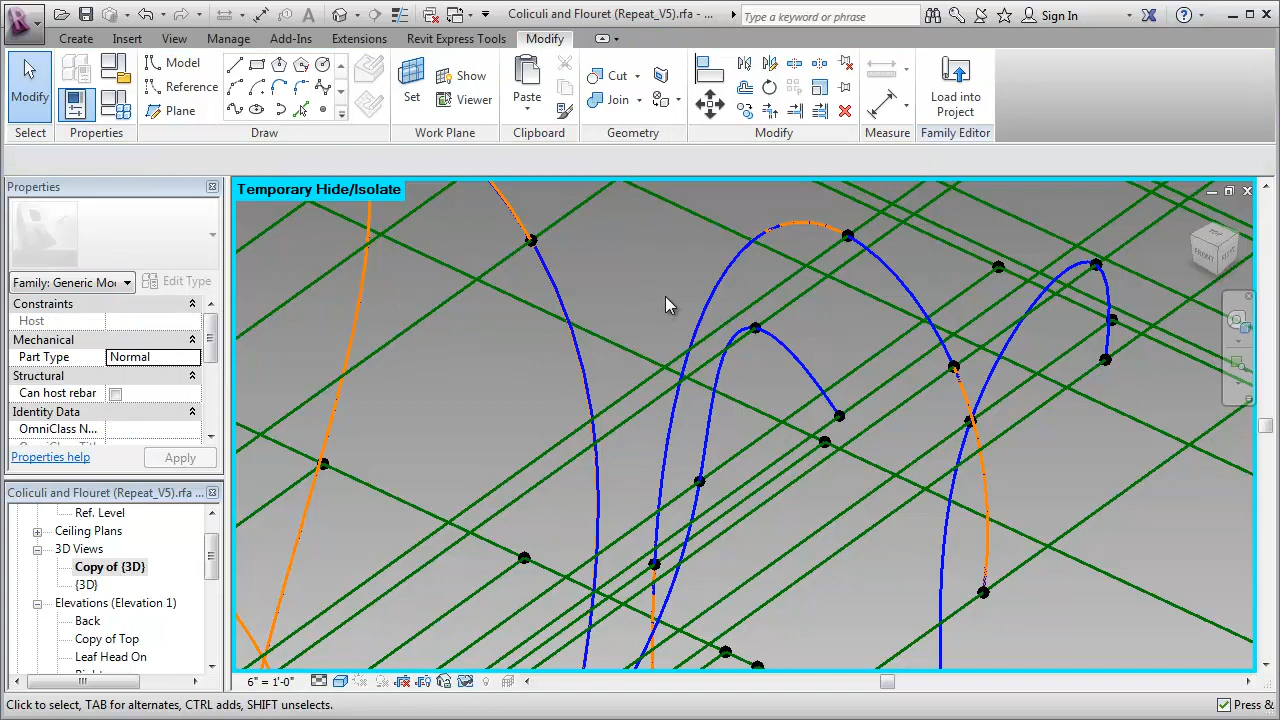 Coliculi and Flouret (Repeat_V5).rfa - ...
Type a keyword or phrase
Sign In
Create Insert View Manage Add-Ins Extensions Revit Express Tools Modify
Modify
Model
Reference
Plane
Set
Show
Viewer
Paste
Cut
Join
Load into
Project
Select Properties Draw Work Plane Clipboard Geometry Modify Measure Family Editor
Properties
Family: Generic Mod
Edit Type
Constraints
Host
Mechanical
Part Type Normal
Structural
Can host rebar
Identity Data
OmniClass N...
Properties help
Apply
Coliculi and Flouret (Repeat_V5).rfa ...
Ref. Level
Ceiling Plans
3D Views
Copy of {3D}
{3D}
Elevations (Elevation 1)
Back
Copy of Top
Leaf Head On
Temporary Hide/Isolate
6" = 1'-0"
Click to select, TAB for alternates, CTRL adds, SHIFT unselects.
Press &